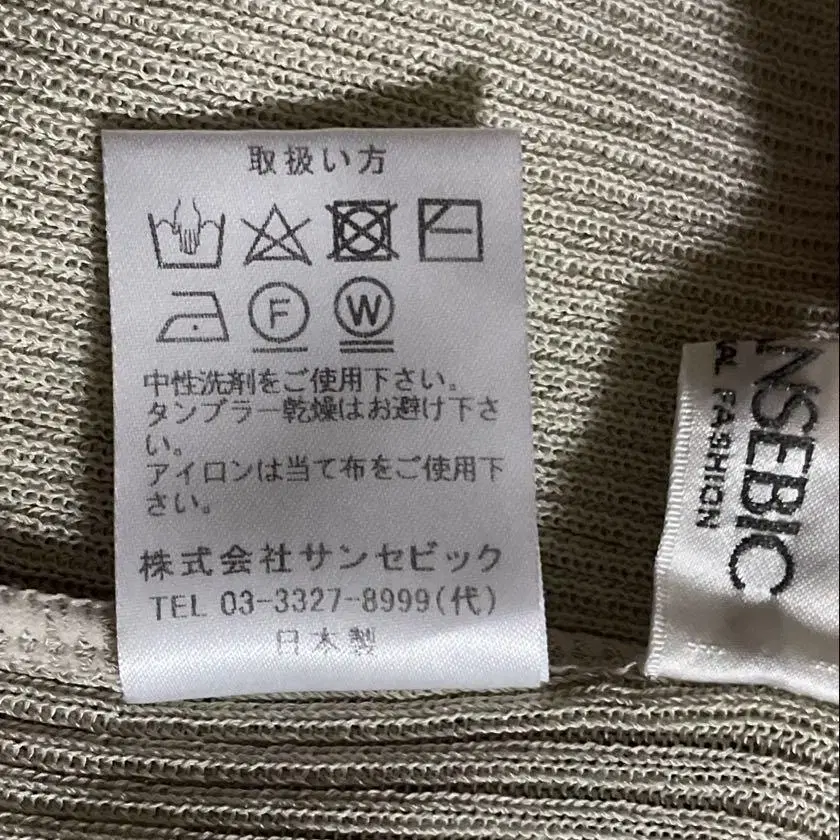 取扱い方
F W
中性洗剤をご使用下さい。
タンブラー乾燥はお避け下さ
い。
アイロンは当て布をご使用下
さい。
株式会社サンセビック
TEL 03-3327-8999(代)
日本製
NSEBIC
AL FASHION